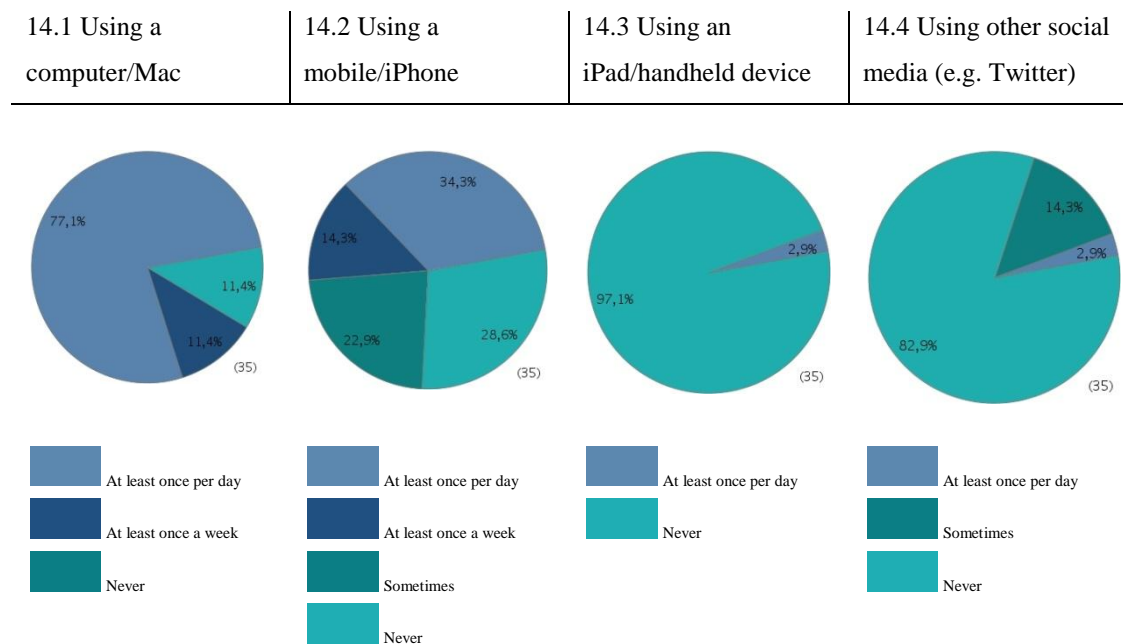 14.1 Using a
computer/Mac
14.2 Using a
mobile/iPhone
14.3 Using an
iPad/handheld device
14.4 Using other social
media (e.g. Twitter)
77,1%
11,4%
11,4%
(35)
34,3%
14,3%
22,9%
28,6%
(35)
2,9%
97,1%
(35)
14,3%
2,9%
82,9%
(35)
At least once per day
At least once a week
Never
At least once per day
At least once a week
Sometimes
Never
At least once per day
Never
At least once per day
Sometimes
Never